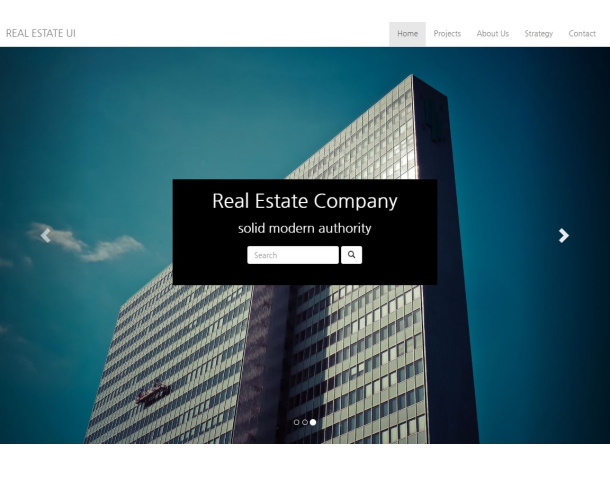 REAL ESTATE UI
Home Projects About Us Strategy Contact
Real Estate Company
solid modern authority
Search